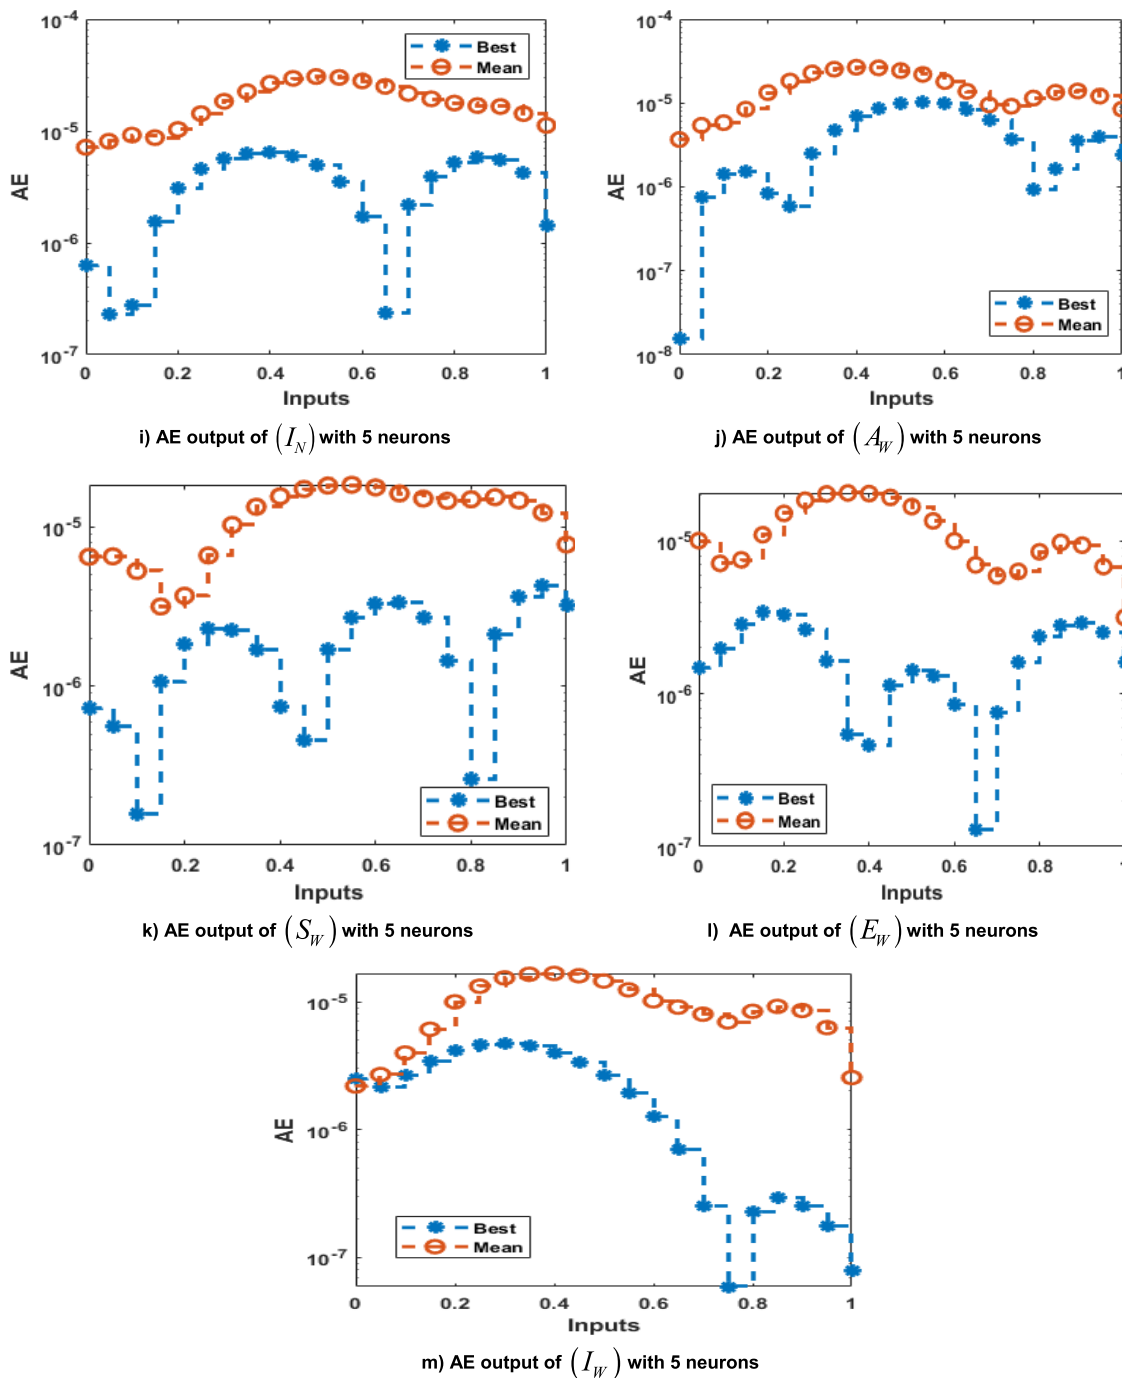 10^-4
10^-5
10^-6
10^-7
AE
0 0.2 0.4 0.6 0.8 1
Inputs
Best
Mean
i) AE output of (I_N) with 5 neurons
10^-4
10^-5
10^-6
10^-7
10^-8
AE
0 0.2 0.4 0.6 0.8 1
Inputs
Best
Mean
j) AE output of (A_W) with 5 neurons
10^-5
10^-6
10^-7
AE
0 0.2 0.4 0.6 0.8 1
Inputs
Best
Mean
k) AE output of (S_W) with 5 neurons
10^-5
10^-6
10^-7
AE
0 0.2 0.4 0.6 0.8 1
Inputs
Best
Mean
l) AE output of (E_W) with 5 neurons
10^-5
10^-6
10^-7
AE
0 0.2 0.4 0.6 0.8 1
Inputs
Best
Mean
m) AE output of (I_W) with 5 neurons